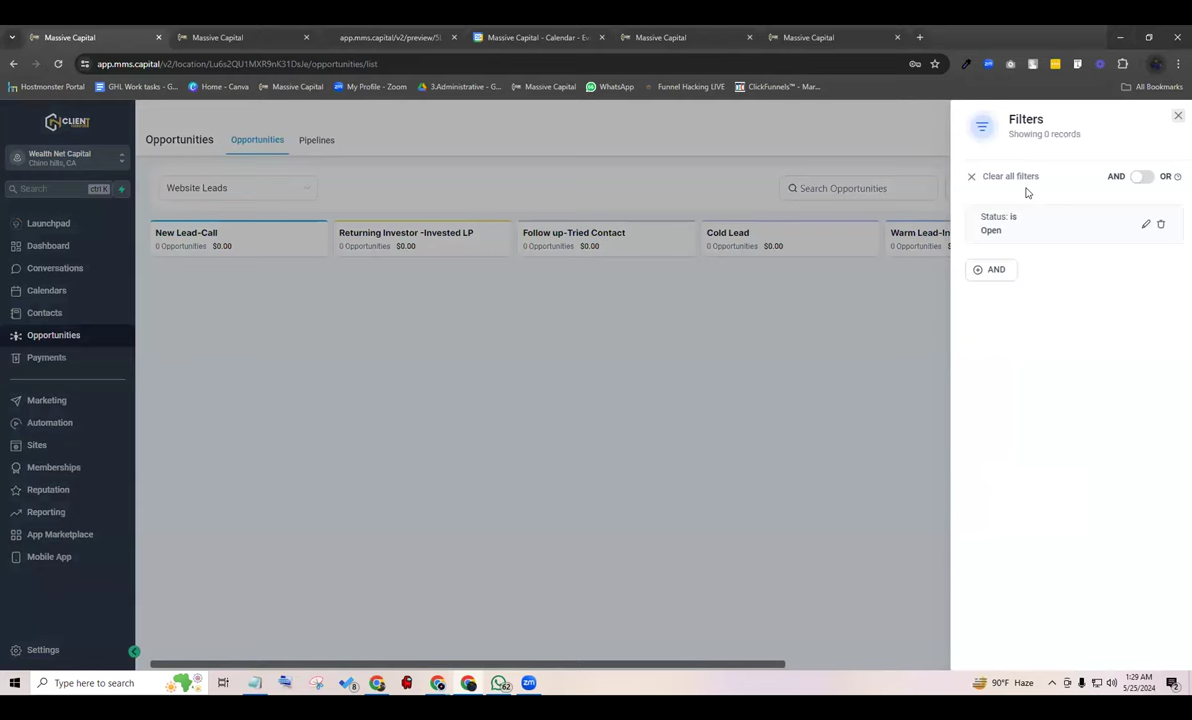 Massive Capital
Massive Capital
app.mms.capital/v2/preview/5
Massive Capital - Calendar - Ev
Massive Capital
Massive Capital
app.mms.capital/v2/location/Lu6s2QU1MXR9nK31DsJe/opportunities/list
Hostmonster Portal
GHL Work tasks - G...
Home - Canva
Massive Capital
My Profile - Zoom
3.Administrative - G...
Massive Capital
WhatsApp
Funnel Hacking LIVE
ClickFunnels™ - Mar...
All Bookmarks
CLIENT
Wealth Net Capital
Chino hills, CA
Search
ctrl K
Launchpad
Dashboard
Conversations
Calendars
Contacts
Opportunities
Payments
Marketing
Automation
Sites
Memberships
Reputation
Reporting
App Marketplace
Mobile App
Settings
Opportunities
Opportunities
Pipelines
Website Leads
Search Opportunities
New Lead-Call
0 Opportunities $0.00
Returning Investor -Invested LP
0 Opportunities $0.00
Follow up-Tried Contact
0 Opportunities $0.00
Cold Lead
0 Opportunities $0.00
Warm Lead-In
0 Opportunities $
Filters
Showing 0 records
Clear all filters
AND
OR
Status: is
Open
AND
Type here to search
8
62
zm
90°F Haze
1:29 AM
5/25/2024
2